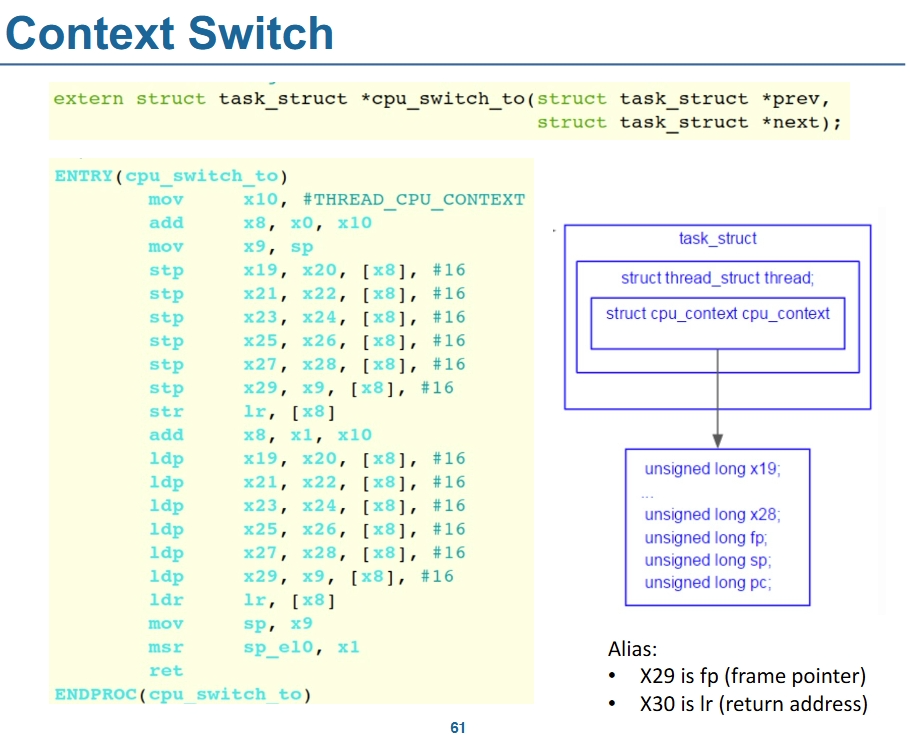 Context Switch
extern struct task_struct *cpu_switch_to(struct task_struct *prev,
struct task_struct *next);
ENTRY(cpu_switch_to)
mov x10, #THREAD_CPU_CONTEXT
add x8, x0, x10
mov x9, sp
stp x19, x20, [x8], #16
stp x21, x22, [x8], #16
stp x23, x24, [x8], #16
stp x25, x26, [x8], #16
stp x27, x28, [x8], #16
stp x29, x9, [x8], #16
str lr, [x8]
add x8, x1, x10
ldp x19, x20, [x8], #16
ldp x21, x22, [x8], #16
ldp x23, x24, [x8], #16
ldp x25, x26, [x8], #16
ldp x27, x28, [x8], #16
ldp x29, x9, [x8], #16
ldr lr, [x8]
mov sp, x9
msr sp_el0, x1
ret
ENDPROC(cpu_switch_to)
task_struct
struct thread_struct thread;
struct cpu_context cpu_context
unsigned long x19;
...
unsigned long x28;
unsigned long fp;
unsigned long sp;
unsigned long pc;
Alias:
• X29 is fp (frame pointer)
• X30 is lr (return address)
61